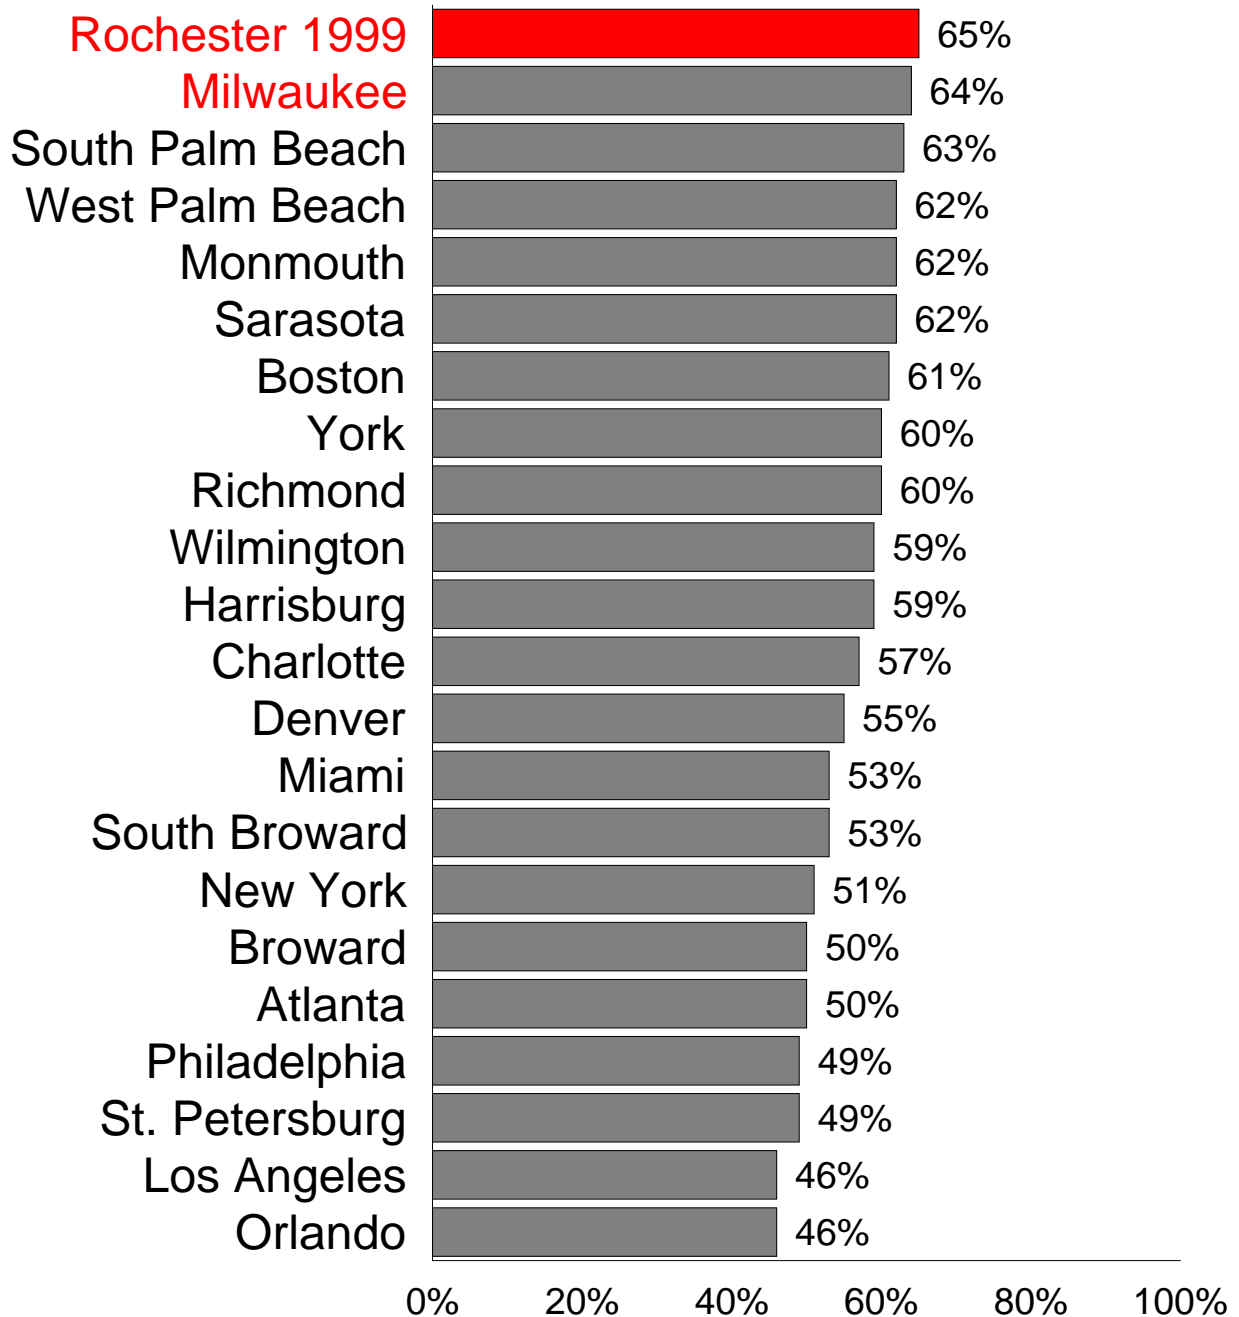 Rochester 1999 65%
Milwaukee 64%
South Palm Beach 63%
West Palm Beach 62%
Monmouth 62%
Sarasota 62%
Boston 61%
York 60%
Richmond 60%
Wilmington 59%
Harrisburg 59%
Charlotte 57%
Denver 55%
Miami 53%
South Broward 53%
New York 51%
Broward 50%
Atlanta 50%
Philadelphia 49%
St. Petersburg 49%
Los Angeles 46%
Orlando 46%
0% 20% 40% 60% 80% 100%